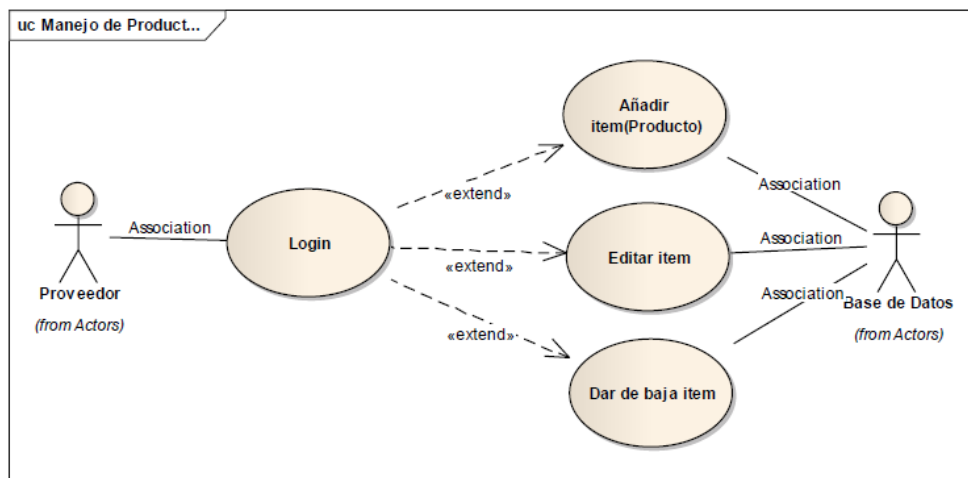 uc Manejo de Product...
Añadir
item(Producto)
«extend»
Association
Association
Login
«extend»
Editar item
Association
Proveedor
(from Actors)
Association
Base de Datos
(from Actors)
«extend»
Dar de baja item